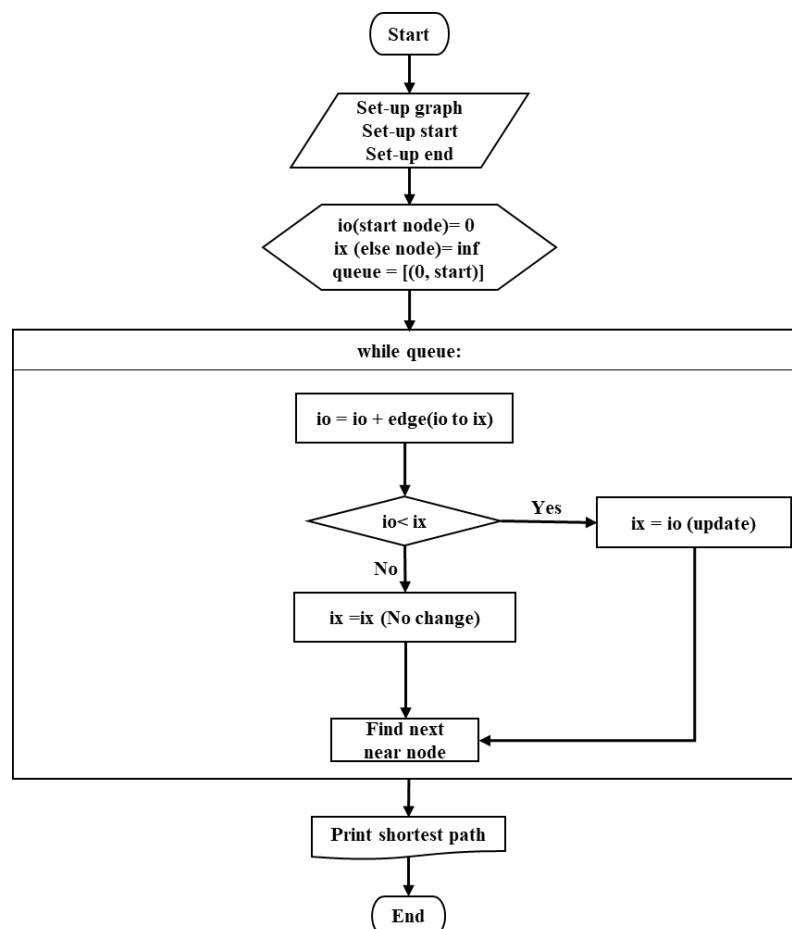 Start
Set-up graph
Set-up start
Set-up end
io(start node)= 0
ix (else node)= inf
queue = [(0, start)]
while queue:
io = io + edge(io to ix)
io< ix
Yes
ix = io (update)
No
ix =ix (No change)
Find next
near node
Print shortest path
End